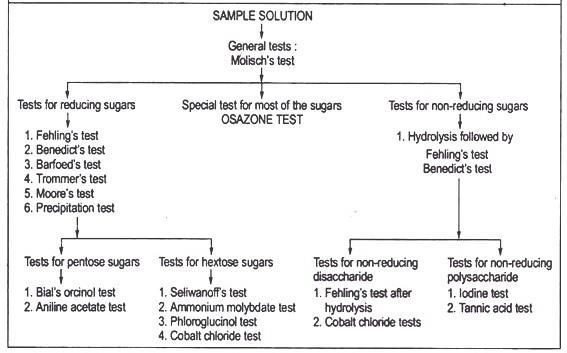 SAMPLE SOLUTION
General tests :
Molisch's test
Tests for reducing sugars
1. Fehling's test
2. Benedict's test
3. Barfoed's test
4. Trommer's test
5. Moore's test
6. Precipitation test
Special test for most of the sugars
OSAZONE TEST
Tests for non-reducing sugars
1. Hydrolysis followed by
Fehling's test
Benedict's test
Tests for pentose sugars
1. Bial's orcinol test
2. Aniline acetate test
Tests for hextose sugars
1. Seliwanoff's test
2. Ammonium molybdate test
3. Phloroglucinol test
4. Cobalt chloride test
Tests for non-reducing
disaccharide
1. Fehling's test after
hydrolysis
2. Cobalt chloride tests
Tests for non-reducing
polysaccharide
1. Iodine test
2. Tannic acid test